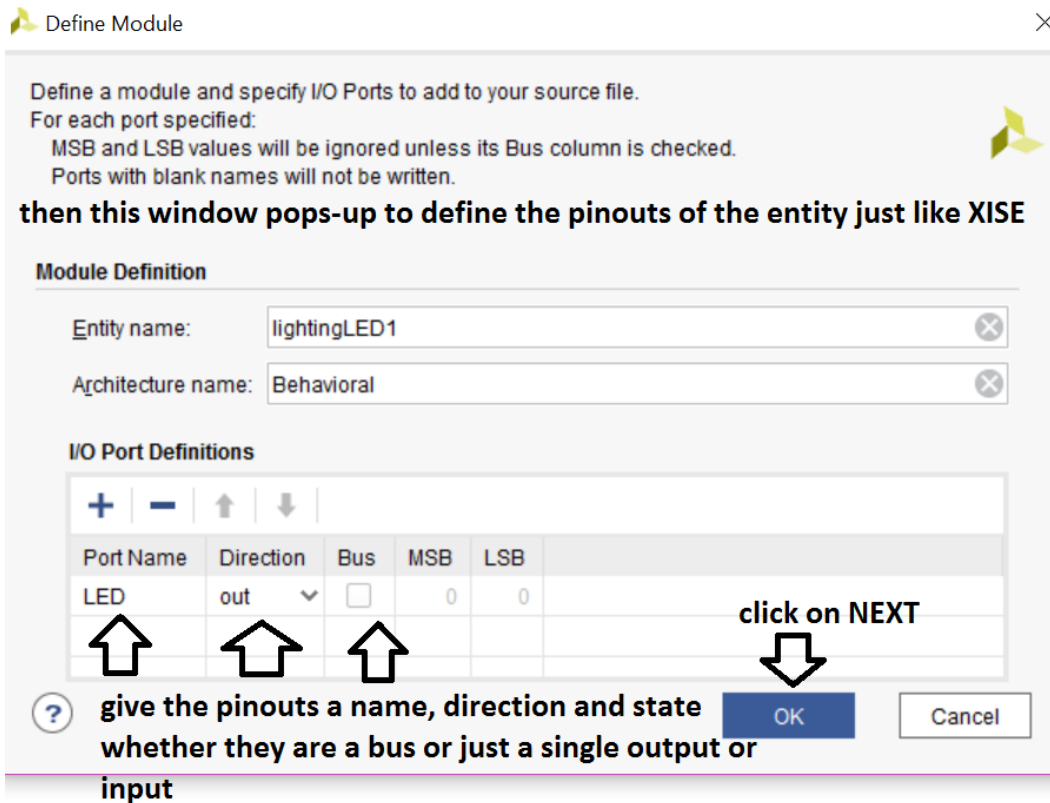 Define Module
Define a module and specify I/O Ports to add to your source file.
For each port specified:
MSB and LSB values will be ignored unless its Bus column is checked.
Ports with blank names will not be written.
then this window pops-up to define the pinouts of the entity just like XISE
Module Definition
Entity name: lightingLED1
Architecture name: Behavioral
I/O Port Definitions
Port Name Direction Bus MSB LSB
LED out 0 0
click on NEXT
? give the pinouts a name, direction and state OK Cancel
whether they are a bus or just a single output or
input